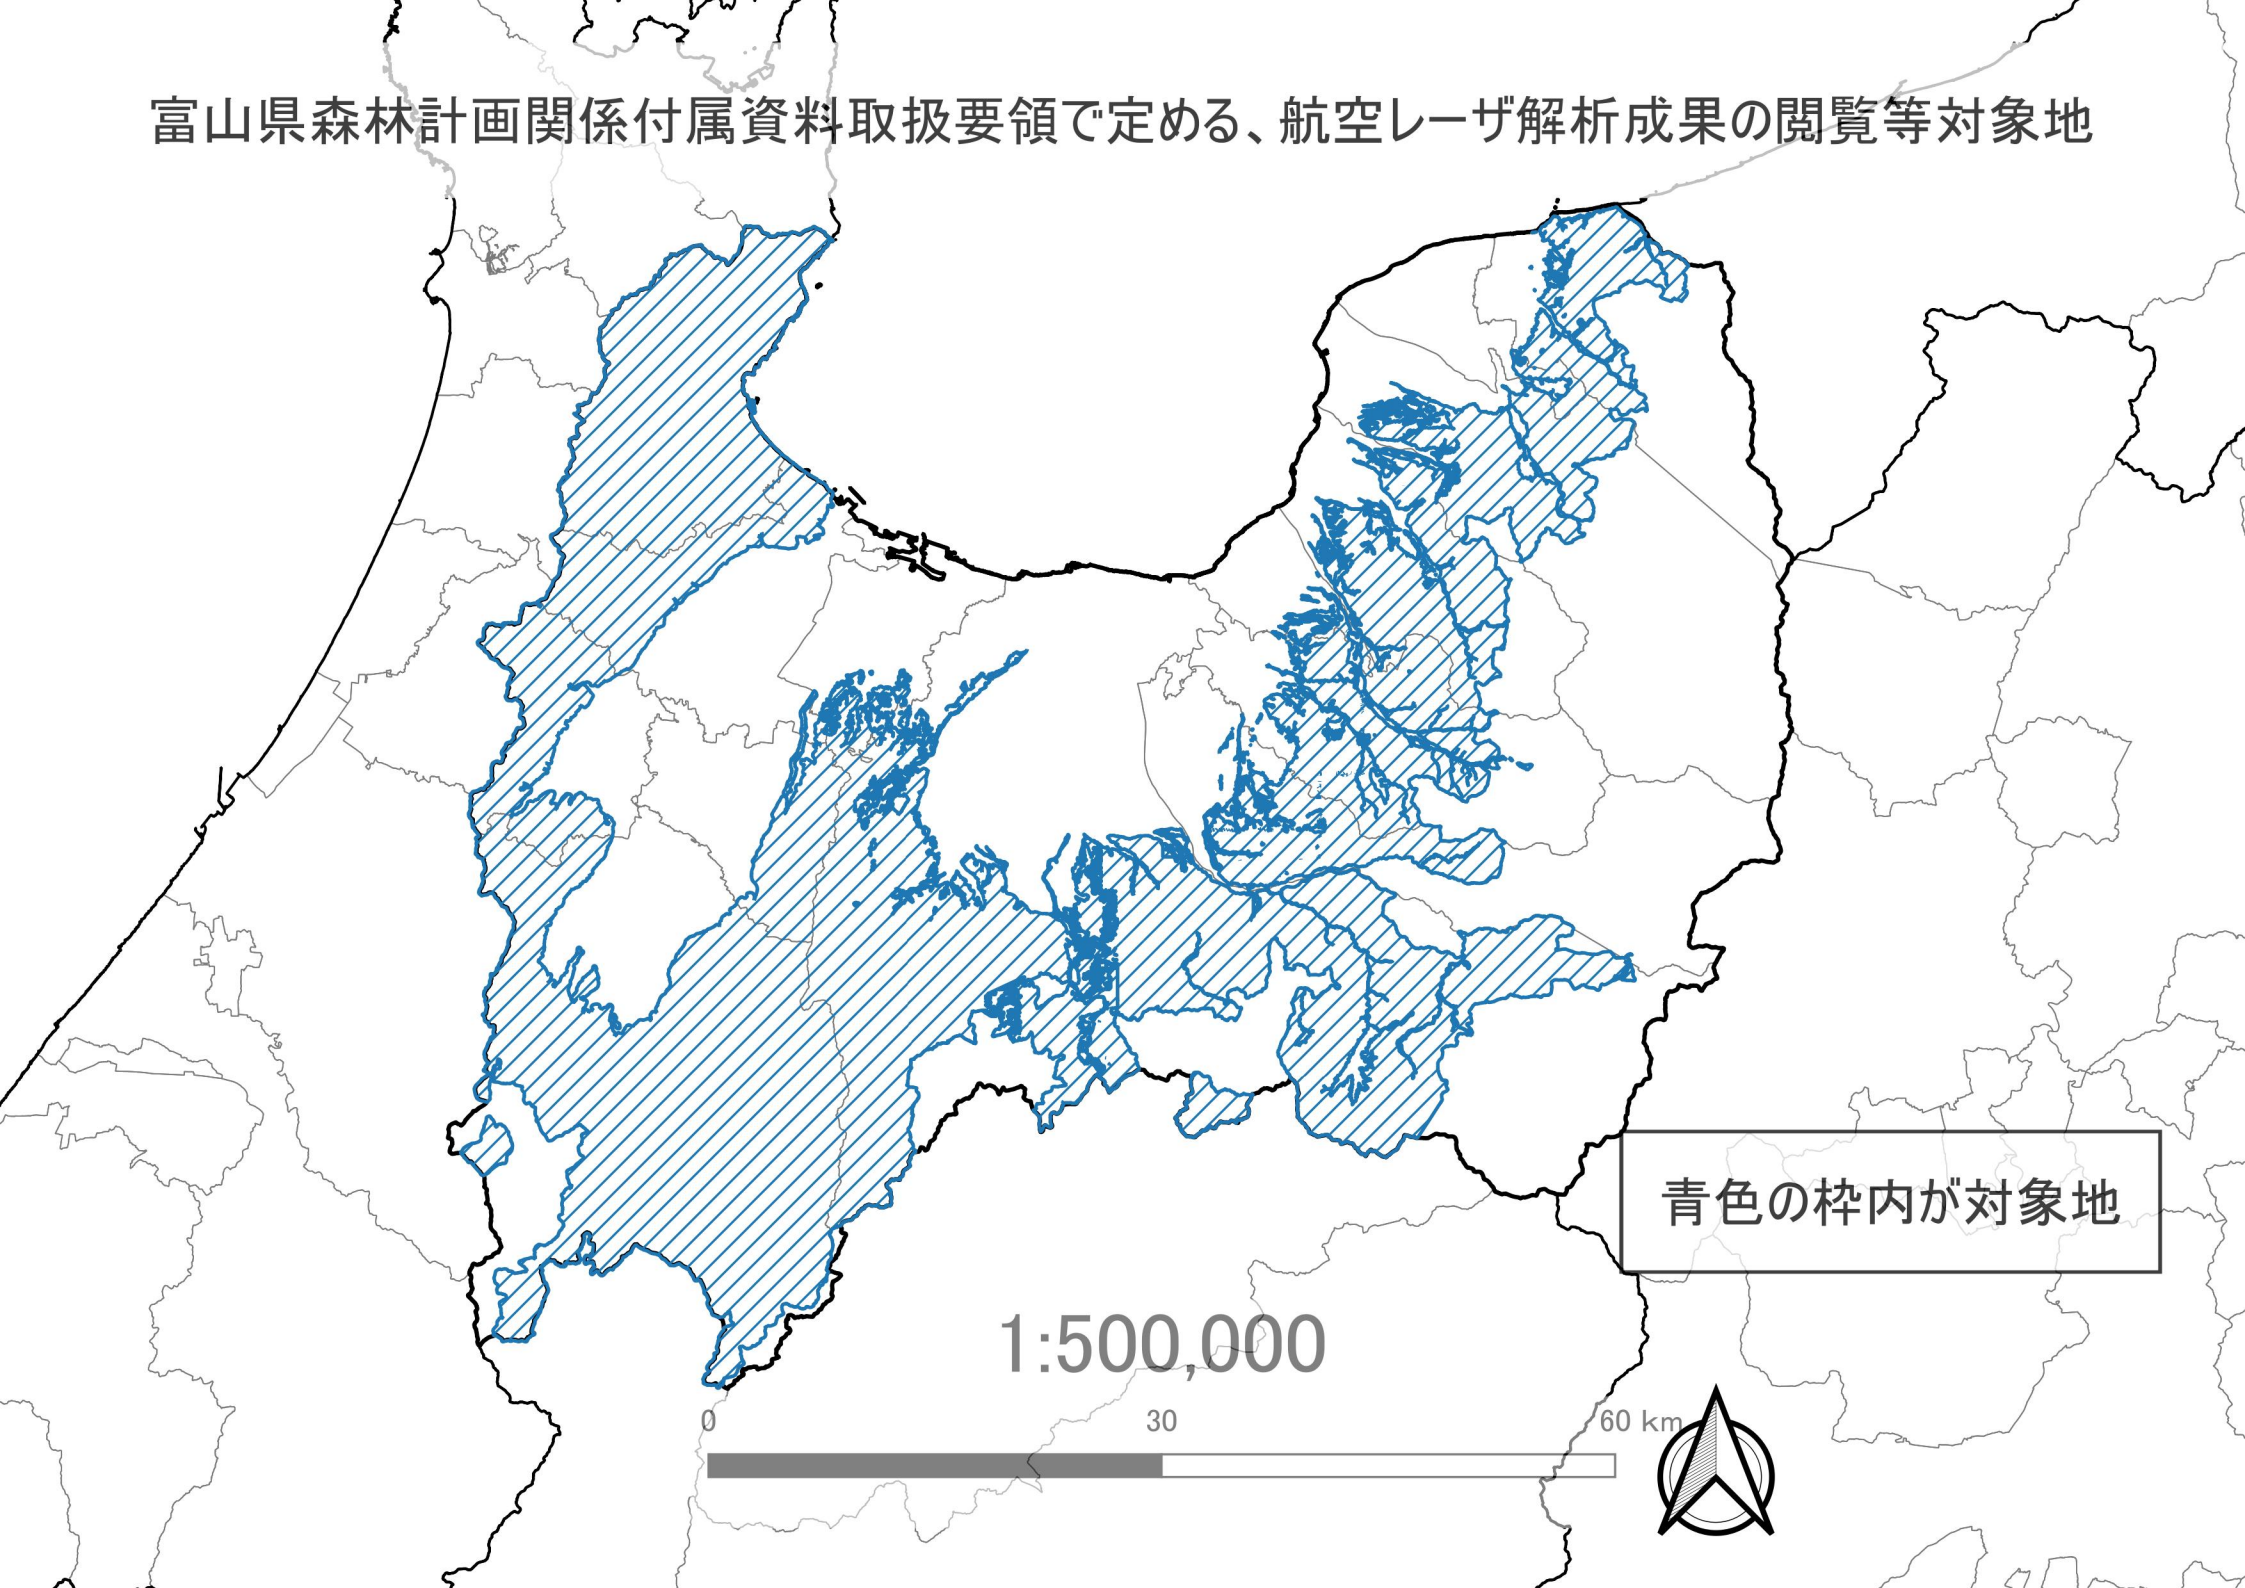 富山県森林計画関係付属資料取扱要領で定める、航空レーザ解析成果の閲覧等対象地
青色の枠内が対象地
1:500,000
0 30 60 km